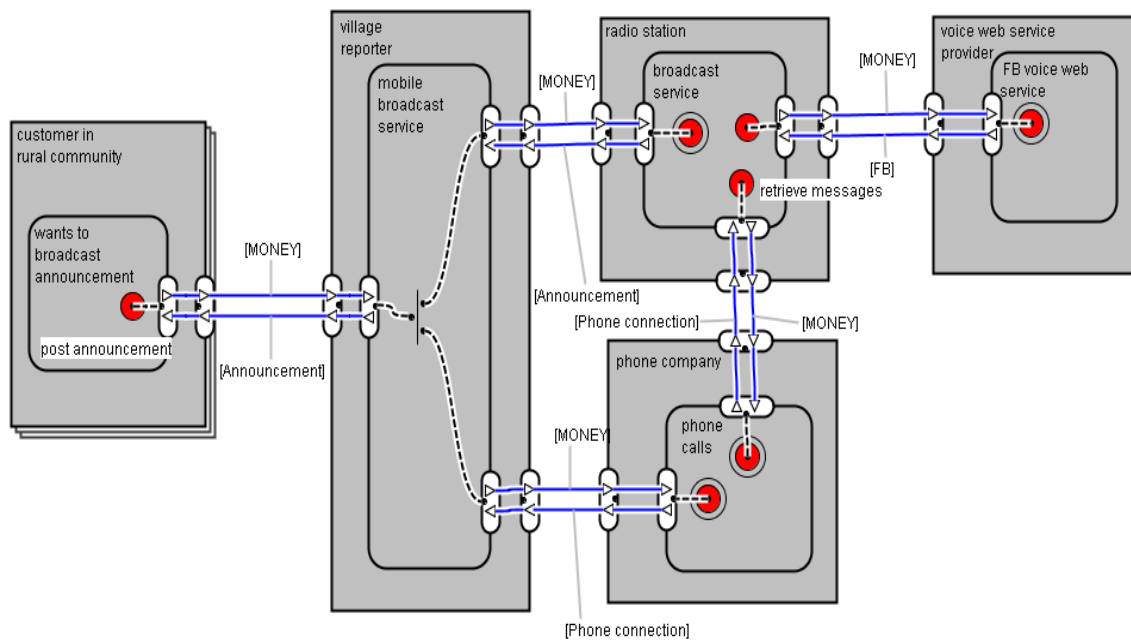 customer in
rural community
wants to
broadcast
announcement
post announcement
[MONEY]
[Announcement]
village
reporter
mobile
broadcast
service
[MONEY]
[Announcement]
[MONEY]
[Phone connection]
radio station
broadcast
service
retrieve messages
[MONEY]
[FB]
voice web service
provider
FB voice web
service
[Phone connection]
[MONEY]
phone company
phone
calls